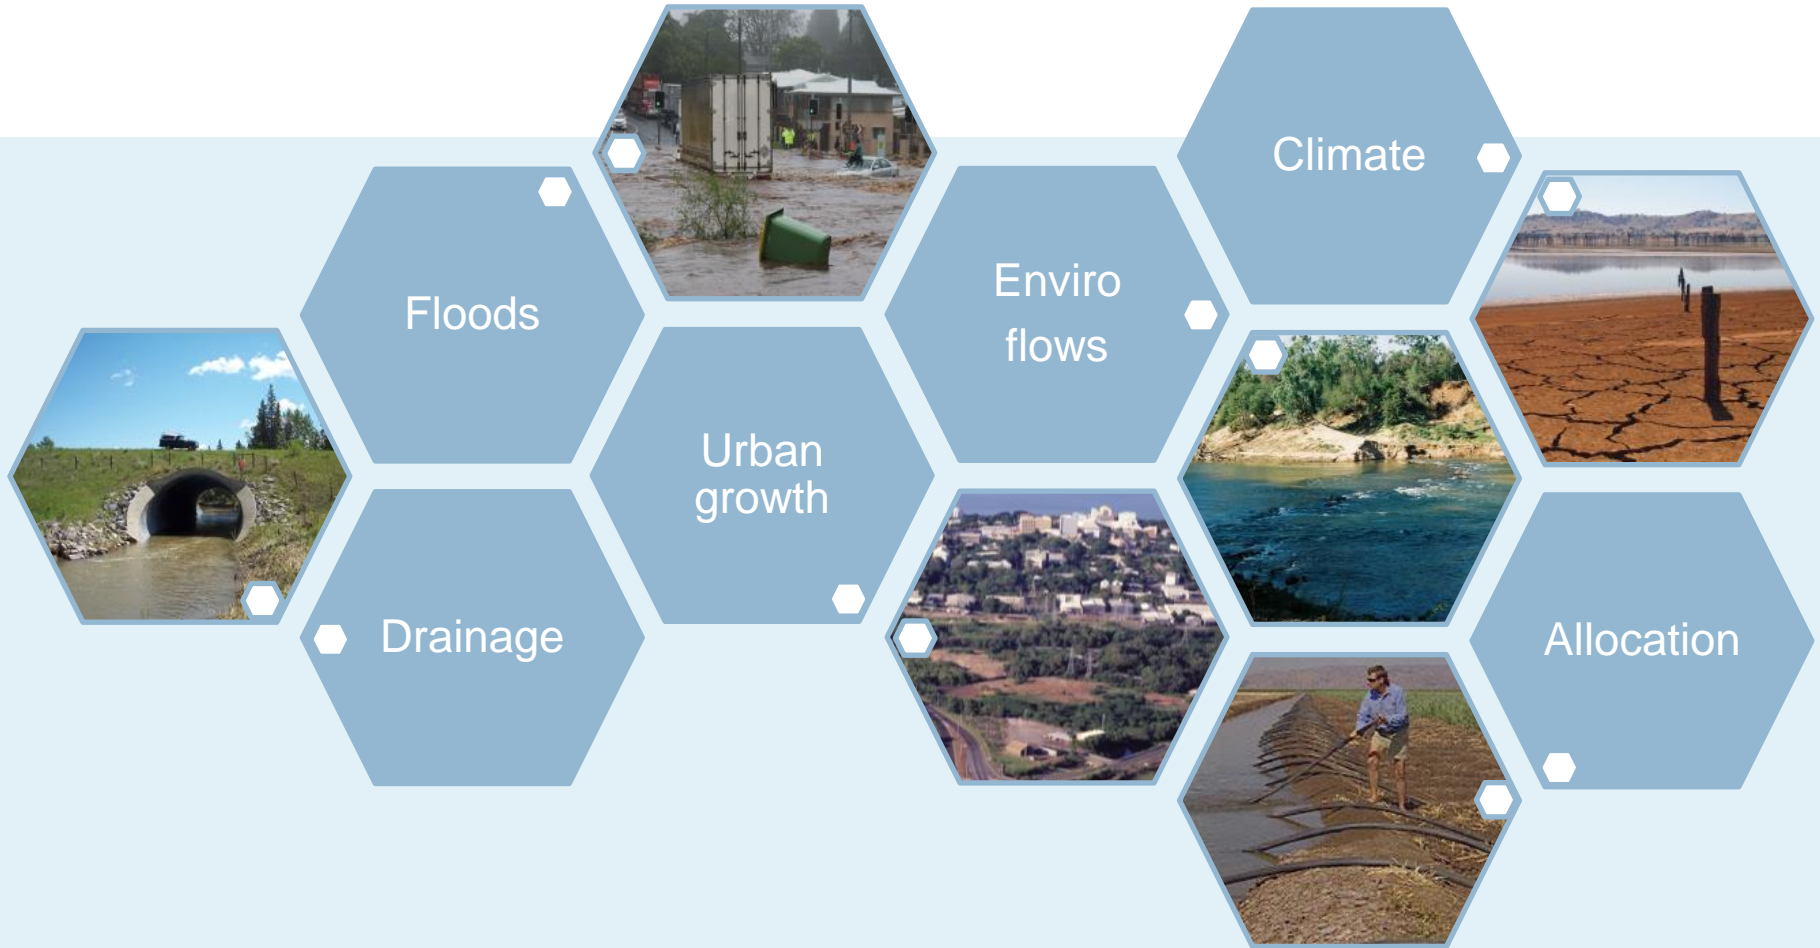 Floods
Drainage
Urban
growth
Enviro
flows
Climate
Allocation